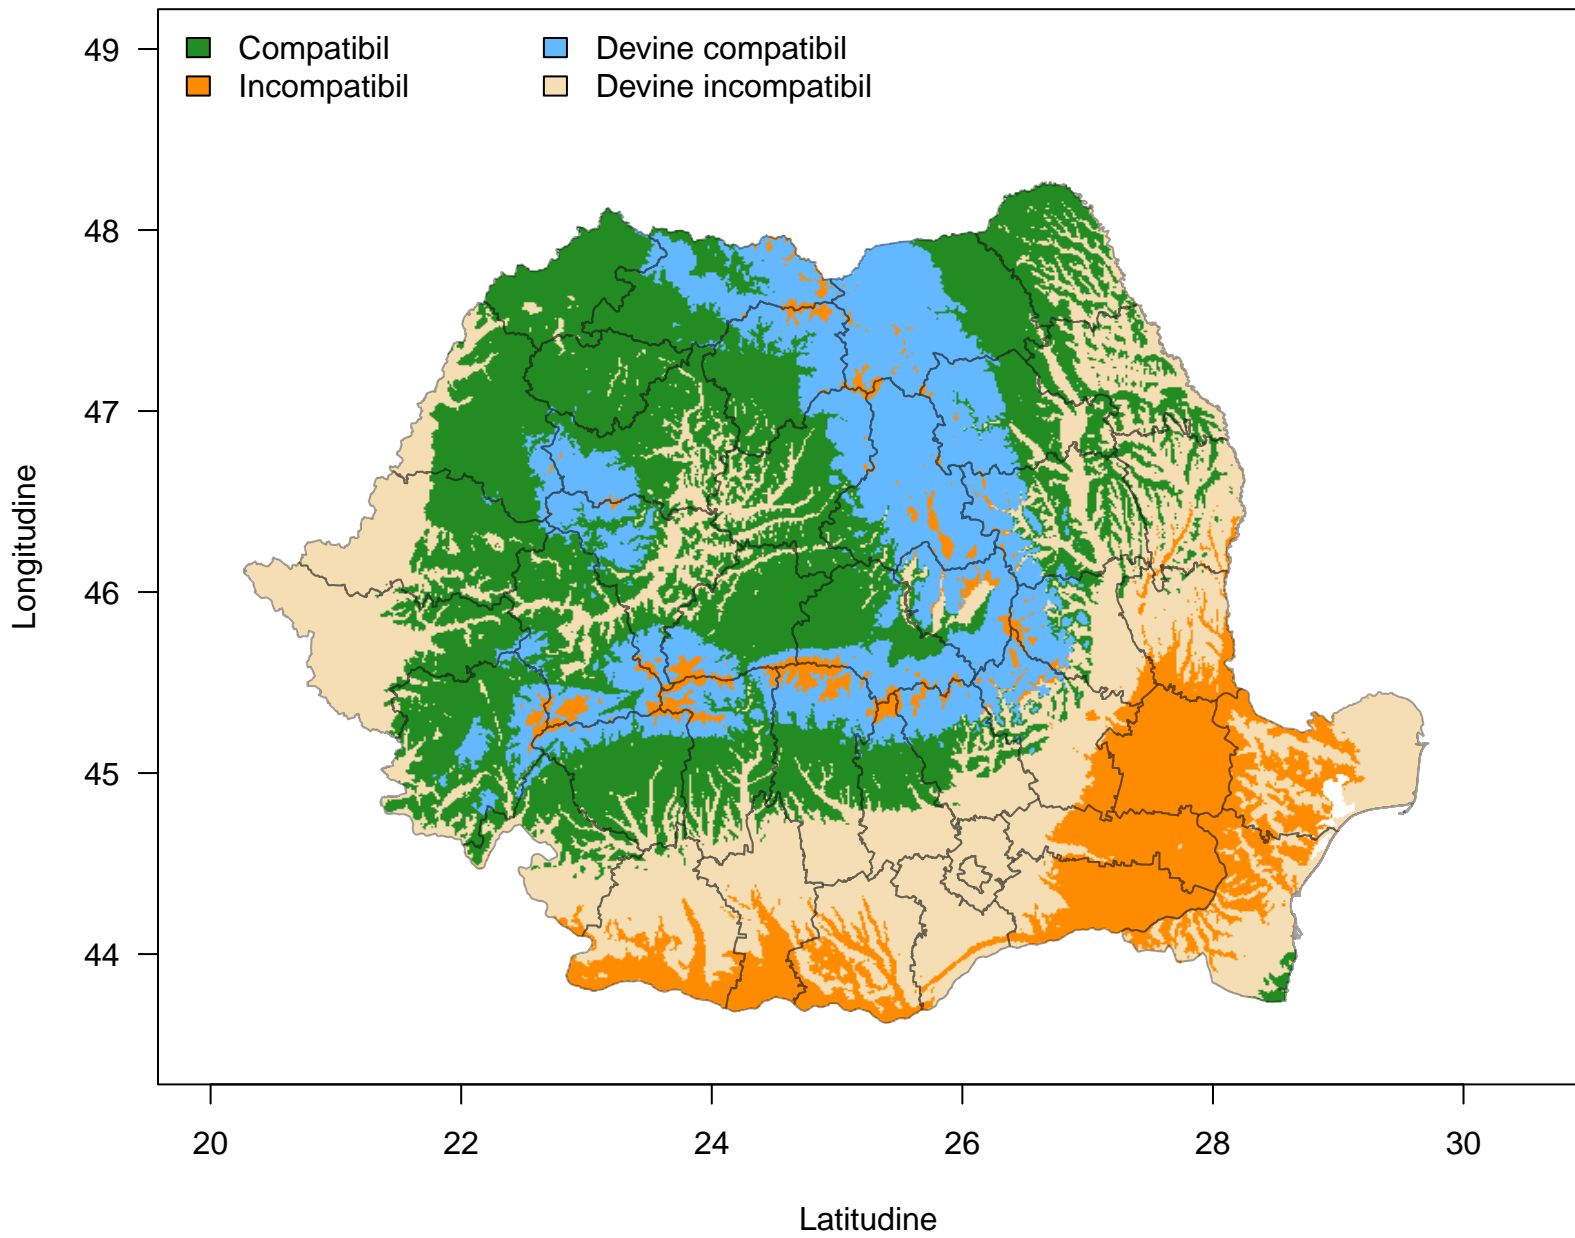 Compatibil
Incompatibil
Devine compatibil
Devine incompatibil
49
48
47
46
45
44
Longitudine
20 22 24 26 28 30
Latitudine